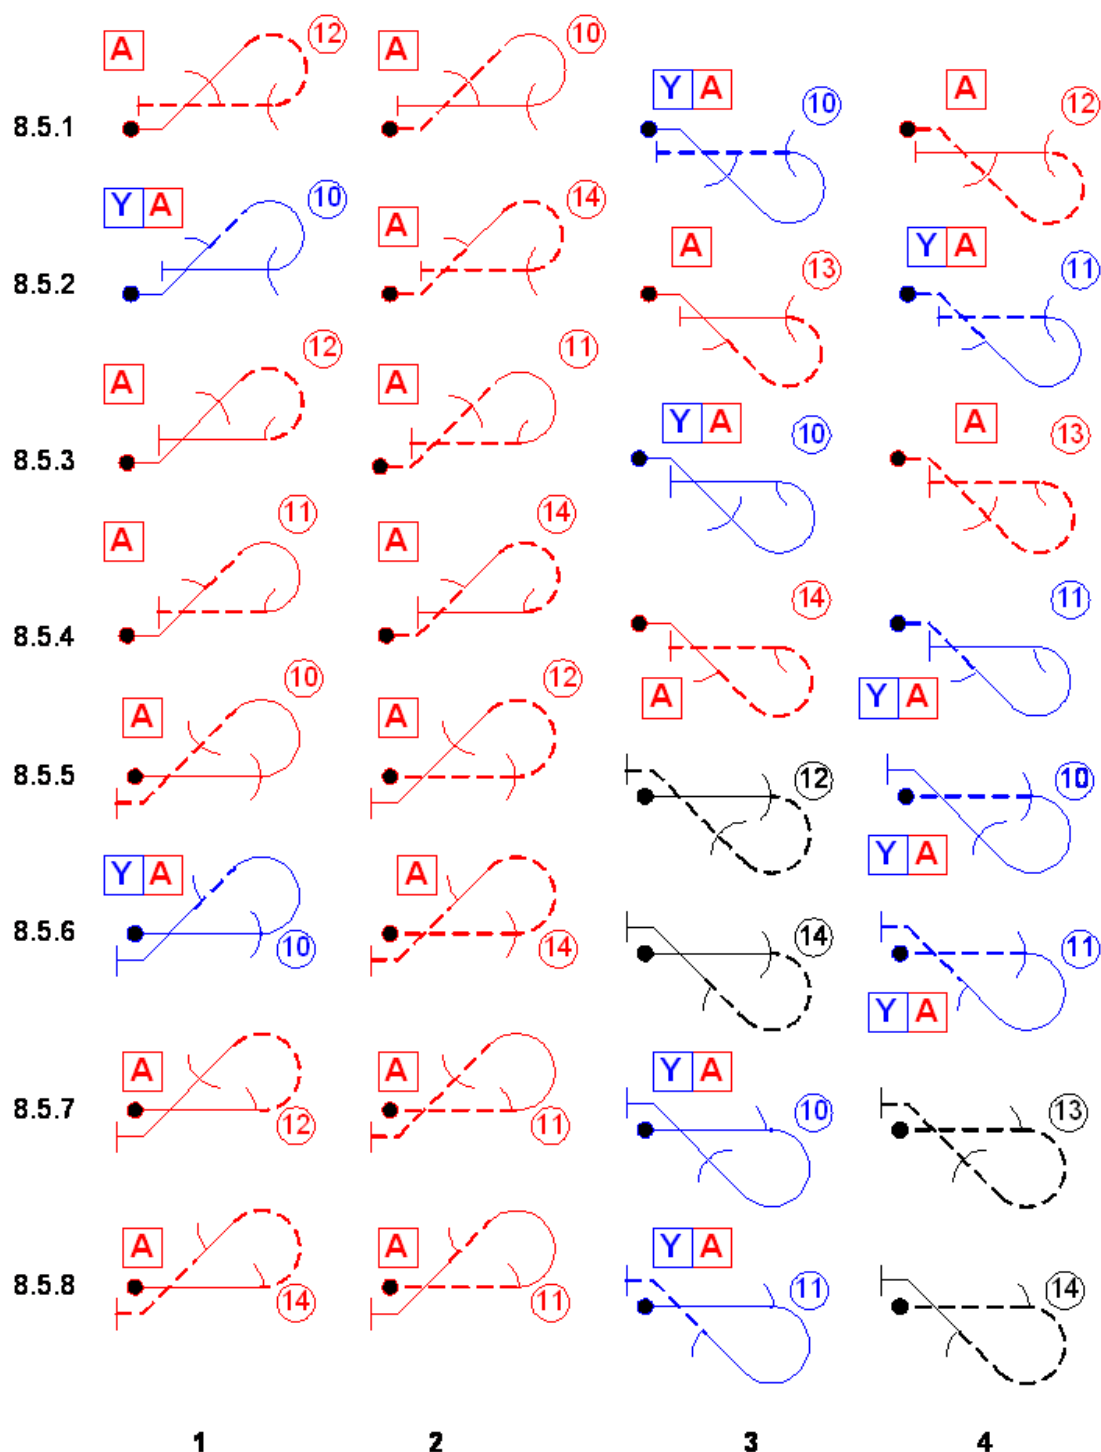 A 12 A 10 Y A 10 A 12
8.5.1
Y A 10 A 14 A 13 Y A 11
8.5.2
A 12 A 11 Y A 10 A 13
8.5.3
A 11 A 14 A 14 Y A 11
8.5.4
A 10 A 12 12 Y A 10
8.5.5
Y A 10 A 14 14 Y A 11
8.5.6
A 12 A 11 Y A 10 13
8.5.7
A 14 A 11 Y A 11 14
8.5.8
1 2 3 4